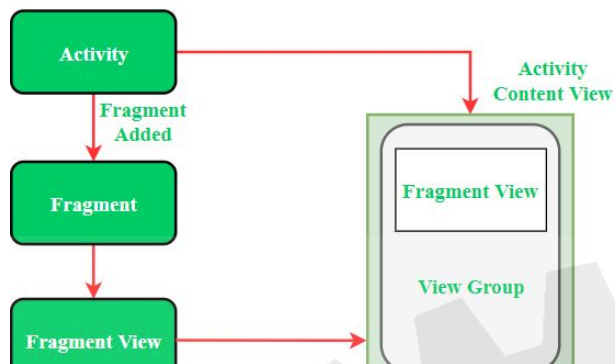 Activity
Fragment
Added
Fragment
Fragment View
Activity
Content View
Fragment View
View Group